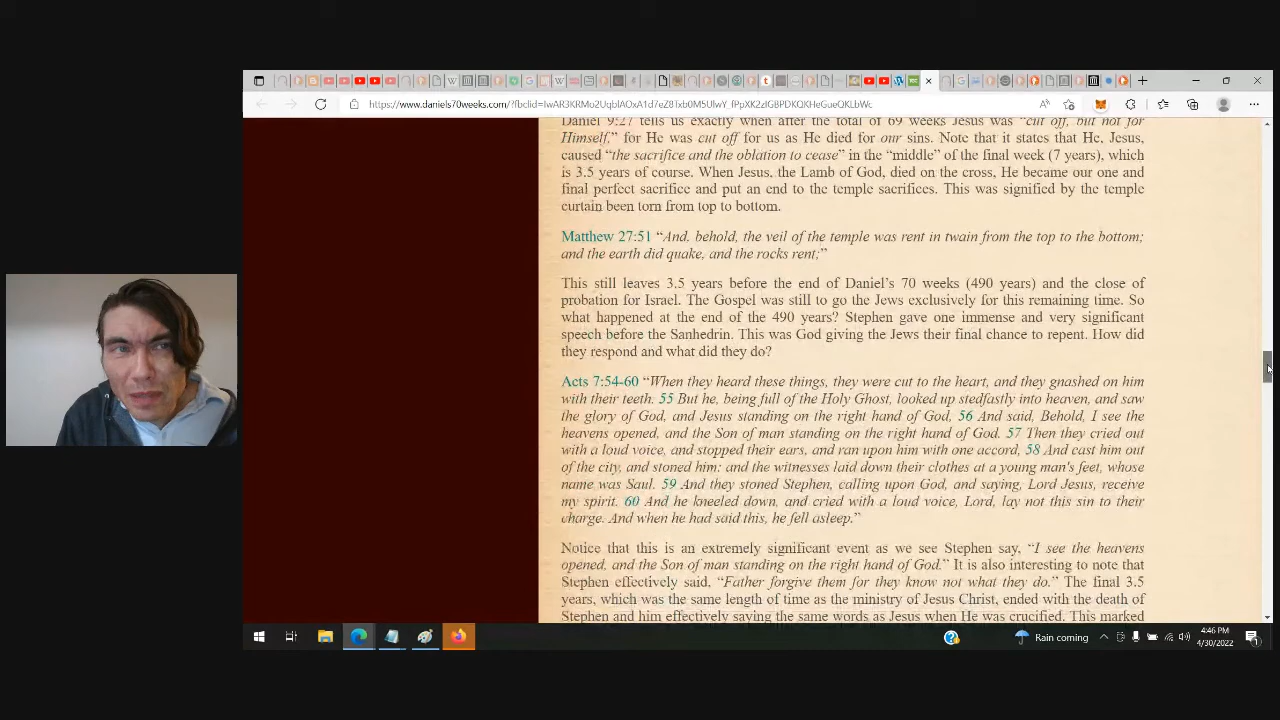 https://www.daniels70weeks.com/?fbclid=IwAR3KRMo2UqblAOxA1d7eZ8Txb0M5UIwY_fPpXK2zIGBPDKQKHeGueQKLbWc
Daniel 9:27 tells us exactly when after the total of 69 weeks Jesus was “cut off, but not for
Himself,” for He was cut off for us as He died for our sins. Note that it states that He, Jesus,
caused “the sacrifice and the oblation to cease” in the “middle” of the final week (7 years), which
is 3.5 years of course. When Jesus, the Lamb of God, died on the cross, He became our one and
final perfect sacrifice and put an end to the temple sacrifices. This was signified by the temple
curtain been torn from top to bottom.
Matthew 27:51 “And, behold, the veil of the temple was rent in twain from the top to the bottom;
and the earth did quake, and the rocks rent;”
This still leaves 3.5 years before the end of Daniel’s 70 weeks (490 years) and the close of
probation for Israel. The Gospel was still to go the Jews exclusively for this remaining time. So
what happened at the end of the 490 years? Stephen gave one immense and very significant
speech before the Sanhedrin. This was God giving the Jews their final chance to repent. How did
they respond and what did they do?
Acts 7:54-60 “When they heard these things, they were cut to the heart, and they gnashed on him
with their teeth. 55 But he, being full of the Holy Ghost, looked up stedfastly into heaven, and saw
the glory of God, and Jesus standing on the right hand of God, 56 And said, Behold, I see the
heavens opened, and the Son of man standing on the right hand of God. 57 Then they cried out
with a loud voice, and stopped their ears, and ran upon him with one accord, 58 And cast him out
of the city, and stoned him: and the witnesses laid down their clothes at a young man's feet, whose
name was Saul. 59 And they stoned Stephen, calling upon God, and saying, Lord Jesus, receive
my spirit. 60 And he kneeled down, and cried with a loud voice, Lord, lay not this sin to their
charge. And when he had said this, he fell asleep.”
Notice that this is an extremely significant event as we see Stephen say, “I see the heavens
opened, and the Son of man standing on the right hand of God.” It is also interesting to note that
Stephen effectively said, “Father forgive them for they know not what they do.” The final 3.5
years, which was the same length of time as the ministry of Jesus Christ, ended with the death of
Stephen and him effectively saying the same words as Jesus when He was crucified. This marked
Rain coming
4:46 PM
4/30/2022